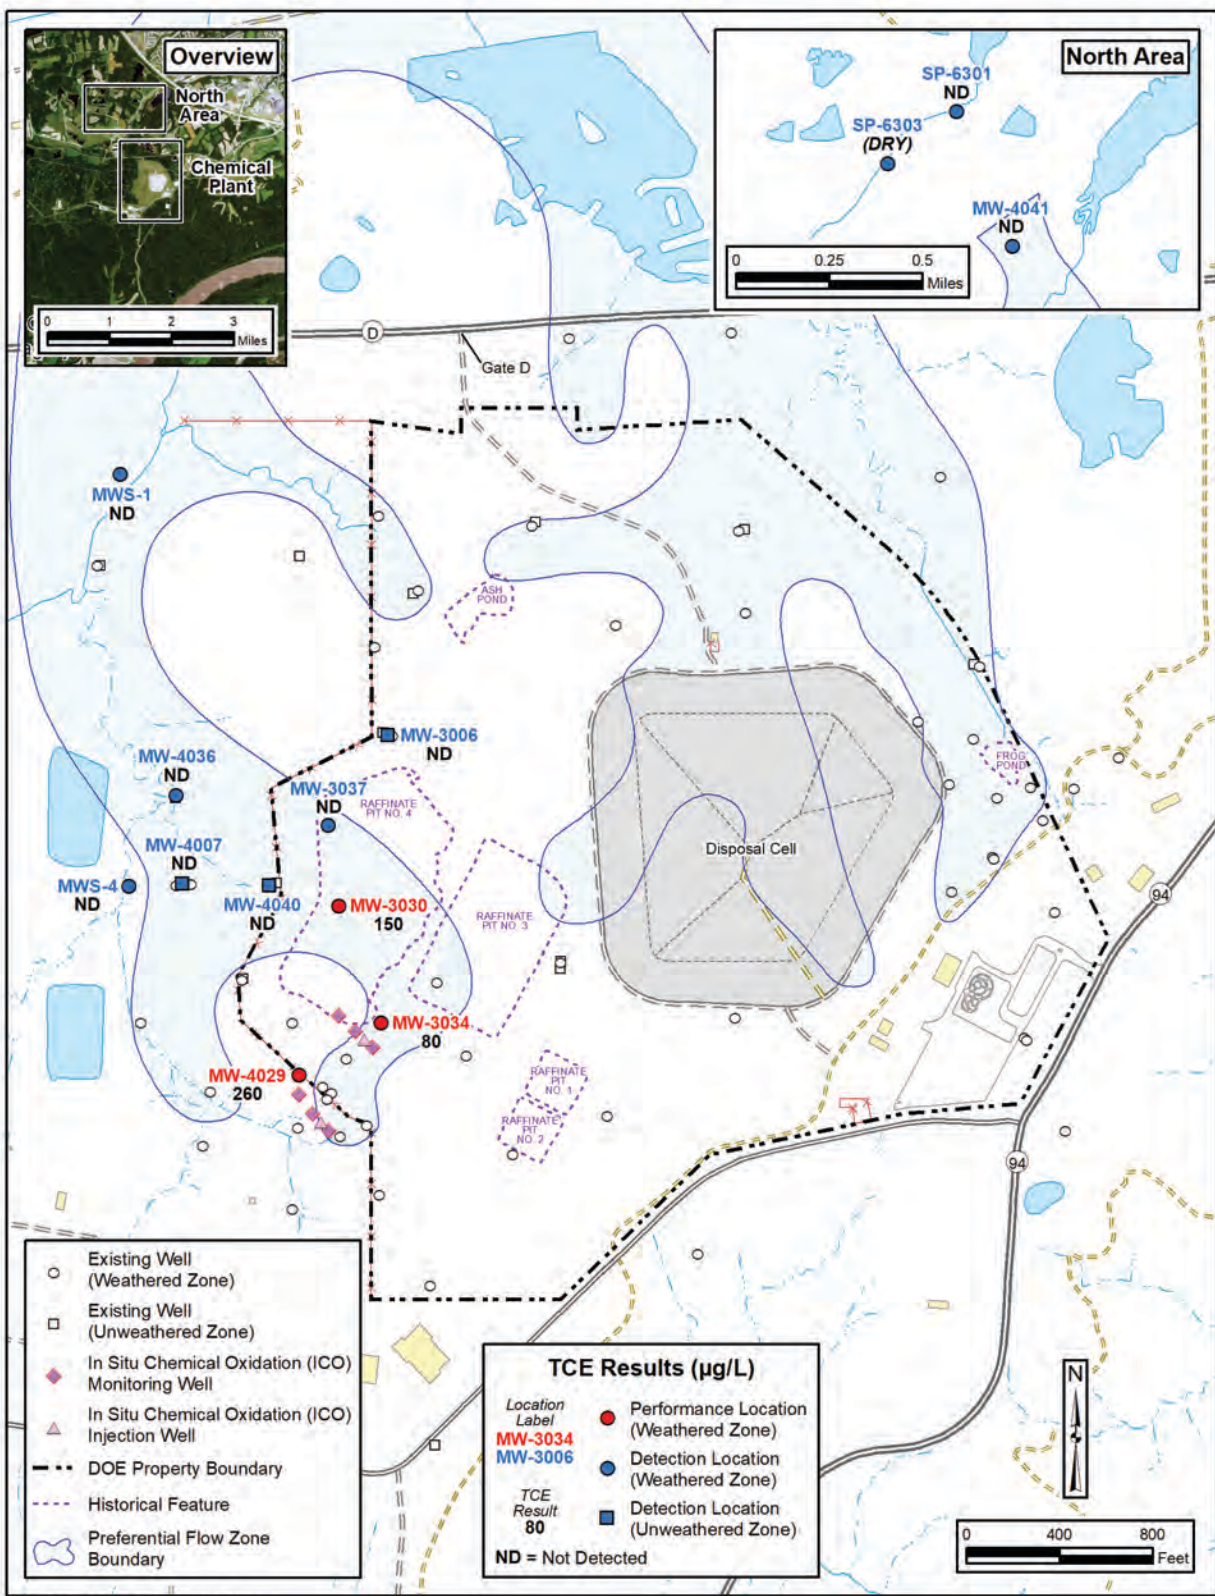 Overview
North
Area
Chemical
Plant
0
1
2
3
Miles
North Area
SP-6301
ND
SP-6303
(DRY)
MW-4041
ND
0
0.25
0.5
Miles
D
Gate D
MWS-1
ND
ASH
POND
MW-3006
ND
MW-4036
ND
MW-3037
ND
RAFFINATE
PIT NO. 4
FROG
POND
MW-4007
ND
MWS-4
ND
MW-4040
ND
MW-3030
150
RAFFINATE
PIT NO. 3
Disposal Cell
94
MW-3034
80
MW-4029
260
RAFFINATE
PIT
NO. 1
RAFFINATE
PIT
NO. 2
94
Existing Well
(Weathered Zone)
Existing Well
(Unweathered Zone)
In Situ Chemical Oxidation (ICO)
Monitoring Well
In Situ Chemical Oxidation (ICO)
Injection Well
DOE Property Boundary
Historical Feature
Preferential Flow Zone
Boundary
TCE Results (µg/L)
Location
Label
MW-3034
MW-3006
TCE
Result
80
Performance Location
(Weathered Zone)
Detection Location
(Weathered Zone)
Detection Location
(Unweathered Zone)
ND = Not Detected
N
0
400
800
Feet